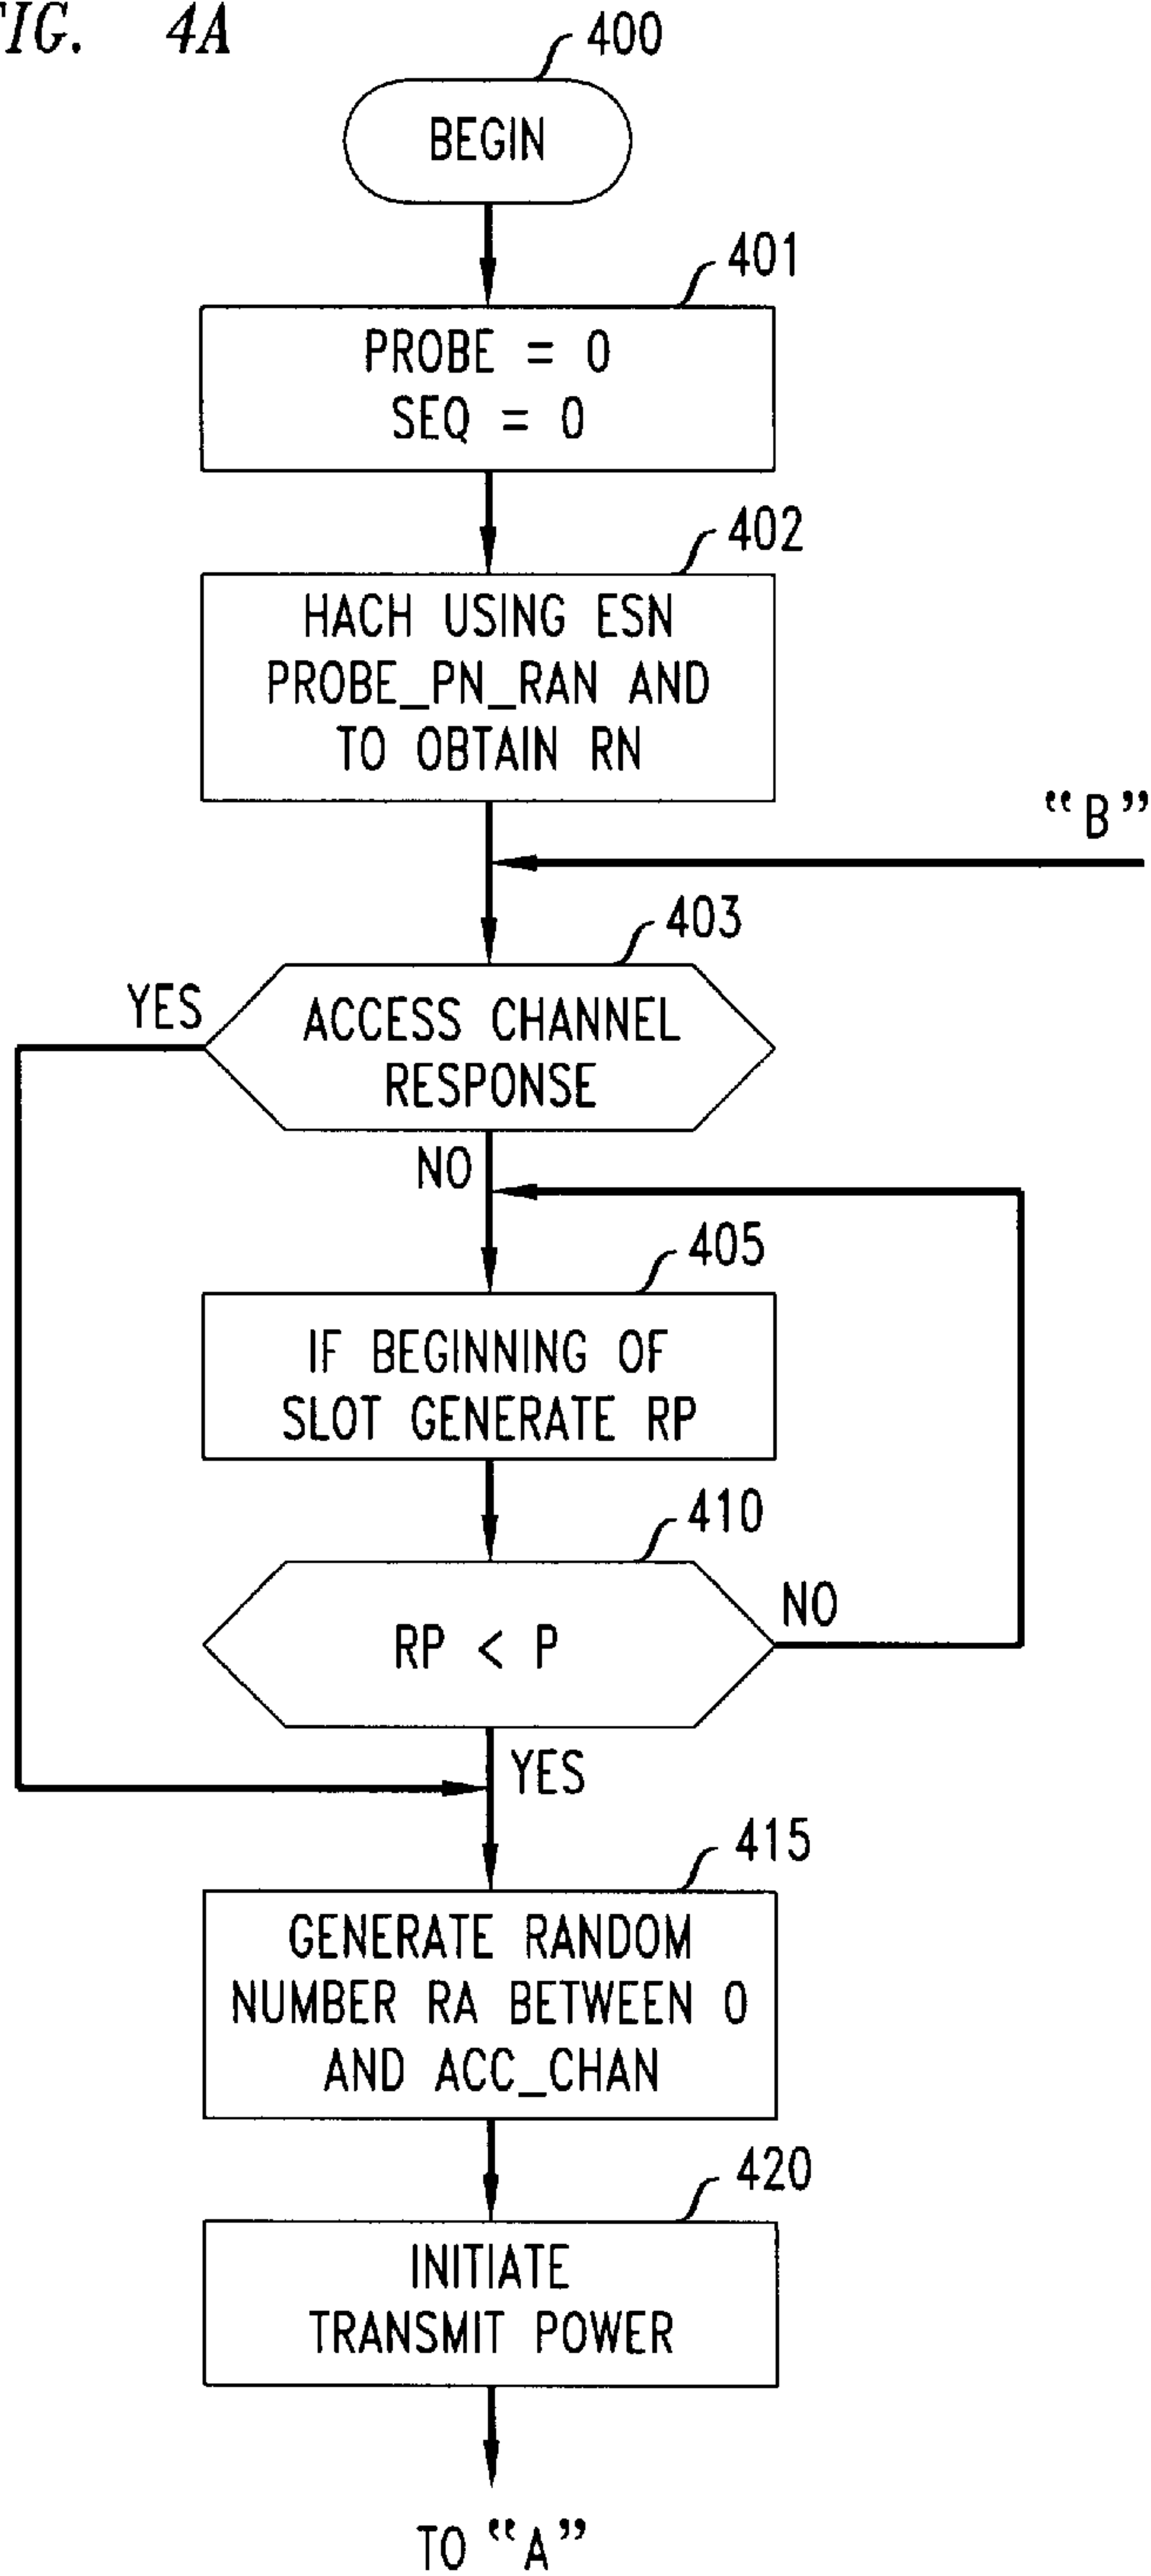 FIG. 4A
400
BEGIN
401
PROBE = 0
SEQ = 0
402
HACH USING ESN
PROBE_PN_RAN AND
TO OBTAIN RN
“B”
403
YES
ACCESS CHANNEL
RESPONSE
NO
405
IF BEGINNING OF
SLOT GENERATE RP
410
NO
RP < P
YES
415
GENERATE RANDOM
NUMBER RA BETWEEN 0
AND ACC_CHAN
420
INITIATE
TRANSMIT POWER
TO “A”